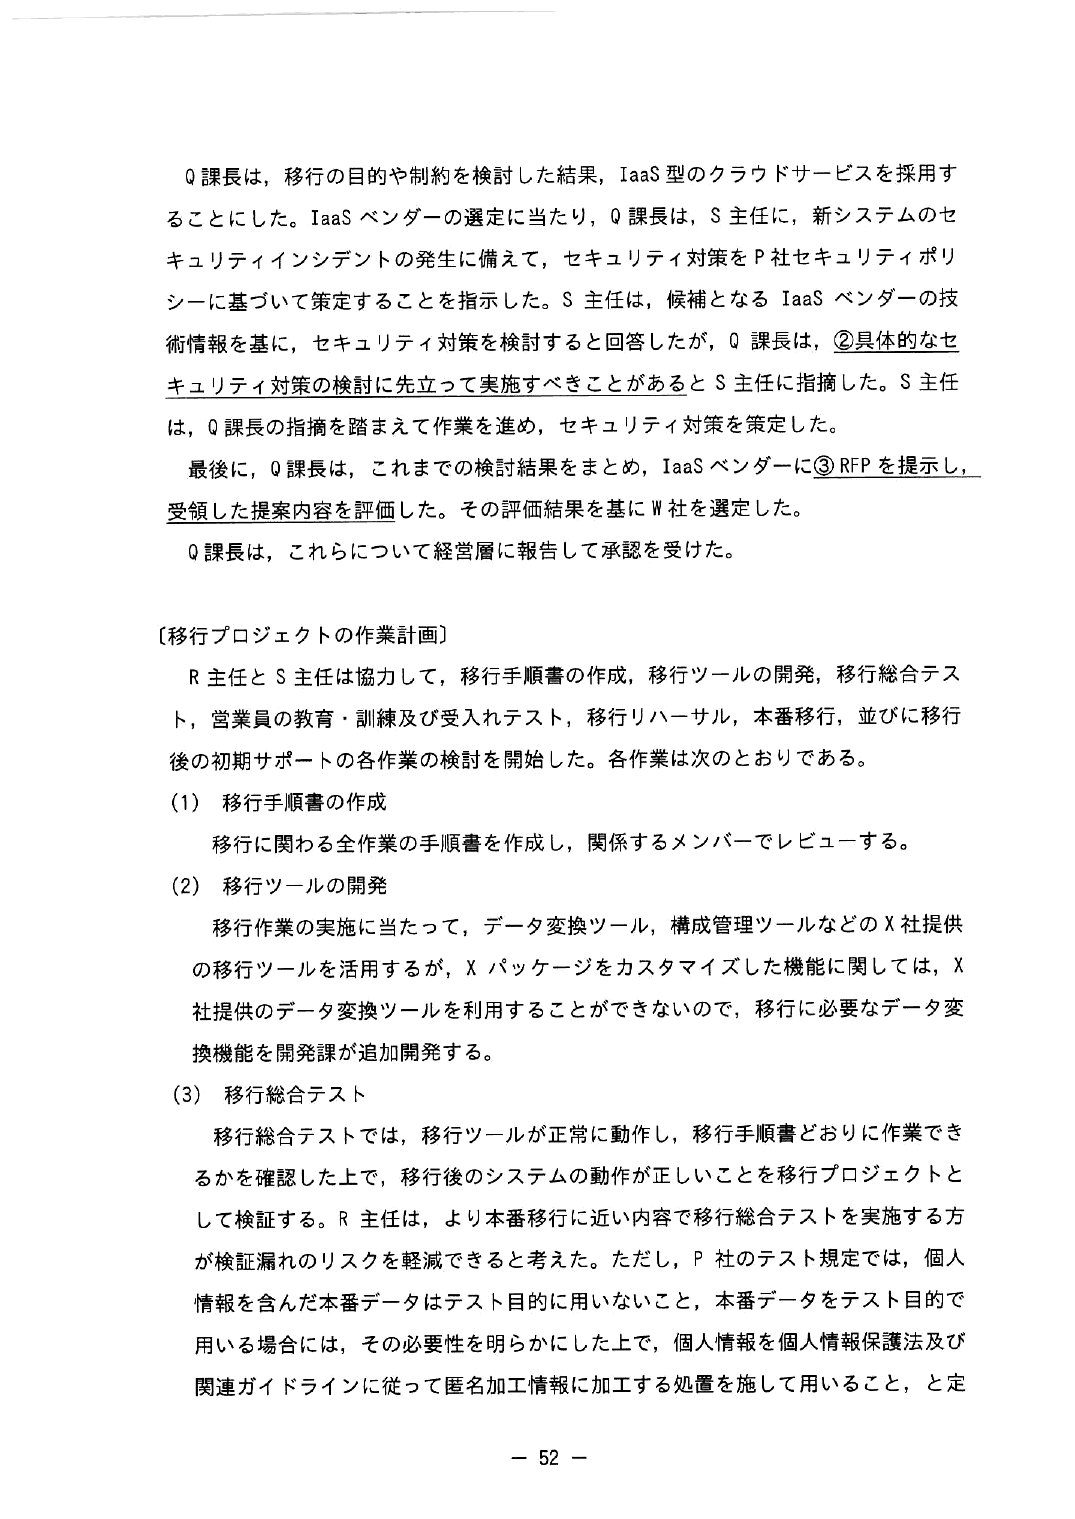 Q課長は，移行の目的や制約を検討した結果，IaaS型のクラウドサービスを採用す
ることにした。IaaSベンダーの選定に当たり，Q課長は，S主任に，新システムのセ
キュリティインシデントの発生に備えて，セキュリティ対策をP社セキュリティポリ
シーに基づいて策定することを指示した。S主任は，候補となるIaaSベンダーの技
術情報を基に，セキュリティ対策を検討すると回答したが，Q課長は，②具体的なセ
キュリティ対策の検討に先立って実施すべきことがあるとS主任に指摘した。S主任
は，Q課長の指摘を踏まえて作業を進め，セキュリティ対策を策定した。
最後に，Q課長は，これまでの検討結果をまとめ，IaaSベンダーに③RFPを提示し，
受領した提案内容を評価した。その評価結果を基にW社を選定した。
Q課長は，これらについて経営層に報告して承認を受けた。
〔移行プロジェクトの作業計画〕
R主任とS主任は協力して，移行手順書の作成，移行ツールの開発，移行総合テス
ト，営業員の教育・訓練及び受入れテスト，移行リハーサル，本番移行，並びに移行
後の初期サポートの各作業の検討を開始した。各作業は次のとおりである。
(1) 移行手順書の作成
移行に関わる全作業の手順書を作成し，関係するメンバーでレビューする。
(2) 移行ツールの開発
移行作業の実施に当たって，データ変換ツール，構成管理ツールなどのX社提供
の移行ツールを活用するが，Xパッケージをカスタマイズした機能に関しては，X
社提供のデータ変換ツールを利用することができないので，移行に必要なデータ変
換機能を開発課が追加開発する。
(3) 移行総合テスト
移行総合テストでは，移行ツールが正常に動作し，移行手順書どおりに作業でき
るかを確認した上で，移行後のシステムの動作が正しいことを移行プロジェクトと
して検証する。R主任は，より本番移行に近い内容で移行総合テストを実施する方
が検証漏れのリスクを軽減できると考えた。ただし，P社のテスト規定では，個人
情報を含んだ本番データはテスト目的に用いないこと，本番データをテスト目的で
用いる場合には，その必要性を明らかにした上で，個人情報を個人情報保護法及び
関連ガイドラインに従って匿名加工情報に加工する処置を施して用いること，と定
－ 52 －